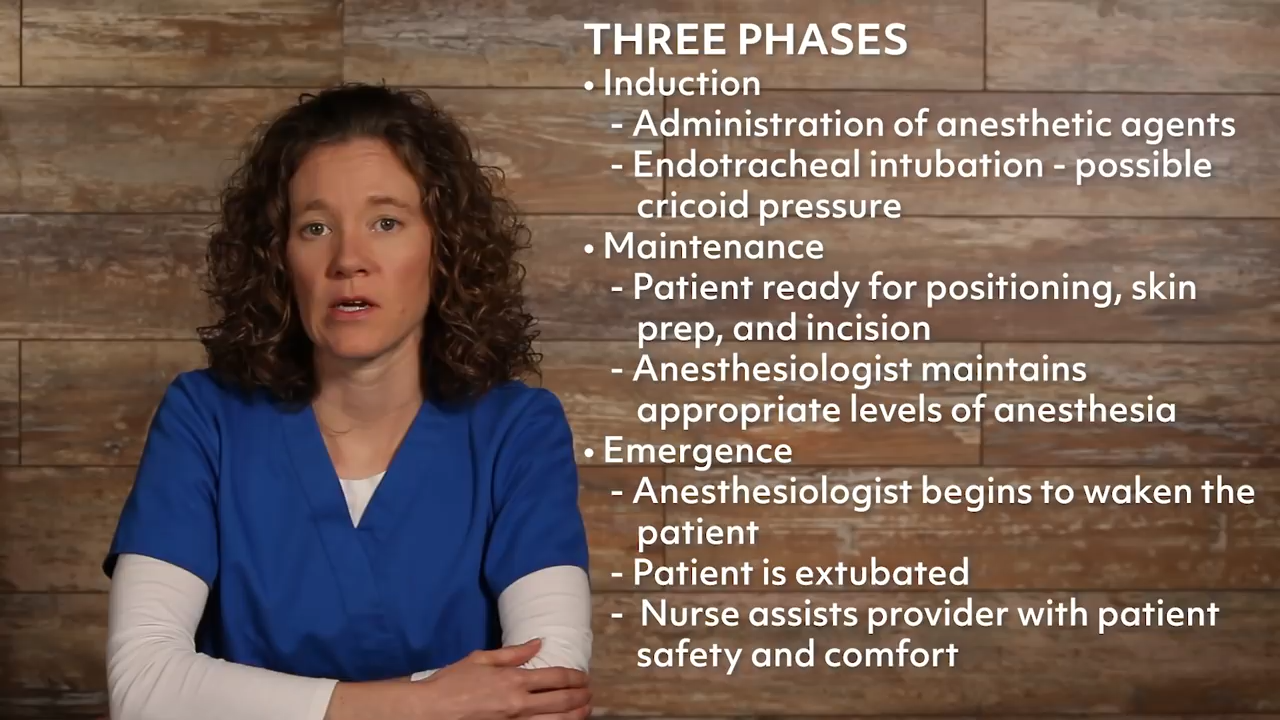 THREE PHASES
• Induction
- Administration of anesthetic agents
- Endotracheal intubation - possible
cricoid pressure
• Maintenance
- Patient ready for positioning, skin
prep, and incision
- Anesthesiologist maintains
appropriate levels of anesthesia
• Emergence
- Anesthesiologist begins to waken the
patient
- Patient is extubated
- Nurse assists provider with patient
safety and comfort